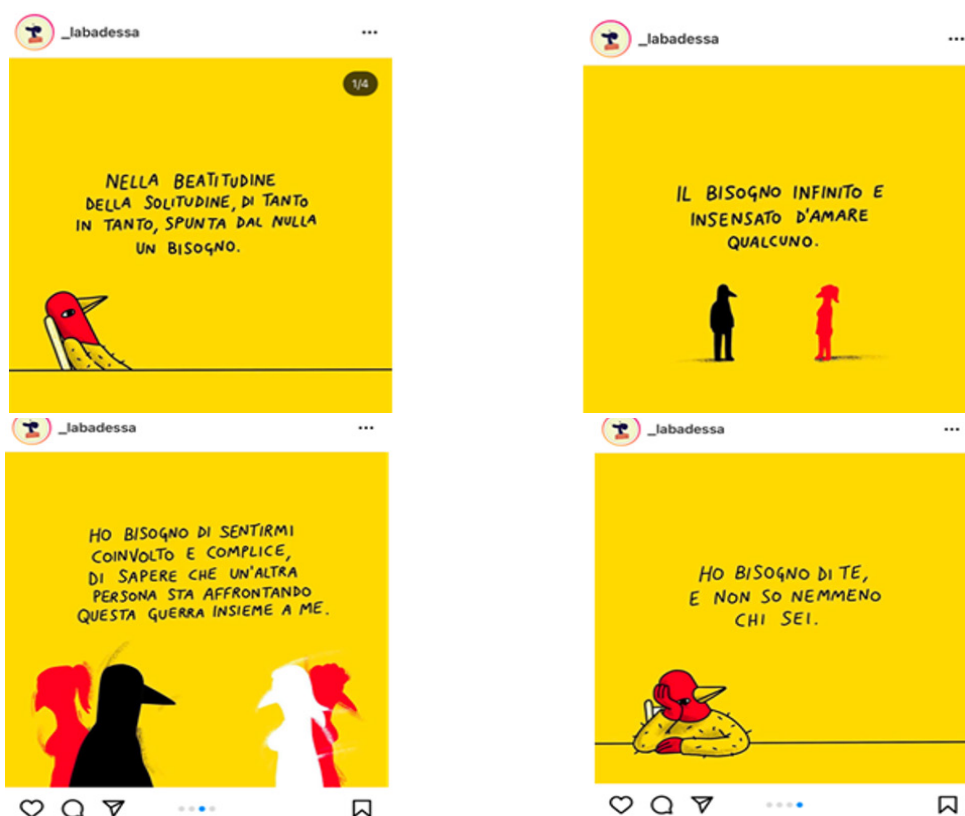 _labadessa
1/4
NELLA BEATITUDINE
DELLA SOLITUDINE, DI TANTO
IN TANTO, SPUNTA DAL NULLA
UN BISOGNO.
_labadessa
IL BISOGNO INFINITO E
INSENSATO D'AMARE
QUALCUNO.
_labadessa
HO BISOGNO DI SENTIRMI
COINVOLTO E COMPLICE,
DI SAPERE CHE UN'ALTRA
PERSONA STA AFFRONTANDO
QUESTA GUERRA INSIEME A ME.
_labadessa
HO BISOGNO DI TE,
E NON SO NEMMENO
CHI SEI.